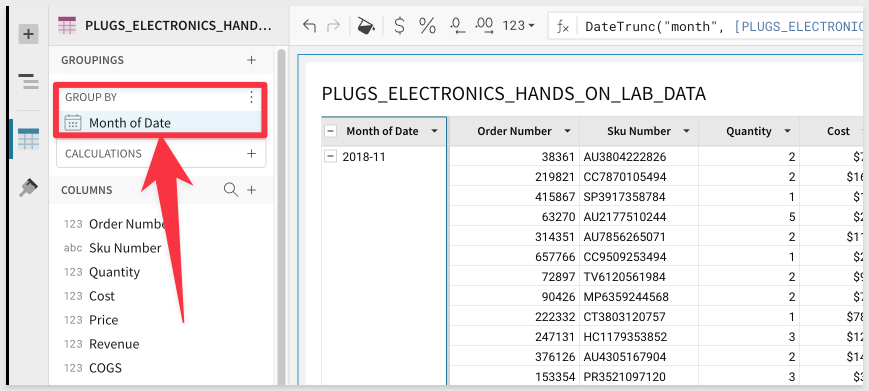 PLUGS_ELECTRONICS_HAND...
$ % .0 .00 123
fx DateTrunc("month", [PLUGS_ELECTRONIC
GROUPINGS
GROUP BY
Month of Date
CALCULATIONS
COLUMNS
123 Order Number
abc Sku Number
123 Quantity
123 Cost
123 Price
123 Revenue
123 COGS
PLUGS_ELECTRONICS_HANDS_ON_LAB_DATA
Month of Date Order Number Sku Number Quantity Cost
2018-11 38361 AU3804222826 2 $7
219821 CC7870105494 2 $16
415867 SP3917358784 1 $1
63270 AU2177510244 5 $2
314351 AU7856265071 2 $11
657766 CC9509253494 1 $2
72897 TV6120561984 2 $9
90426 MP6359244568 2 $7
222332 CT3803120757 1 $78
247131 HC1179353852 3 $12
376126 AU4305167904 2 $14
153354 PR3521097120 3 $3